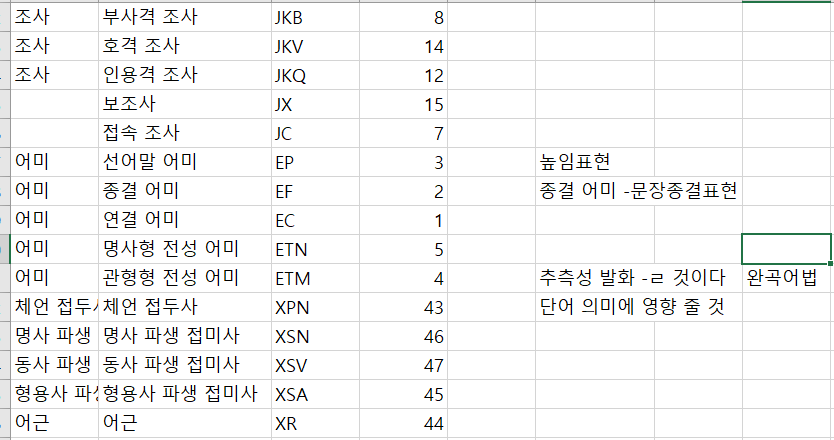 조사 부사격 조사 JKB 8
조사 호격 조사 JKV 14
조사 인용격 조사 JKQ 12
보조사 JX 15
접속 조사 JC 7
어미 선어말 어미 EP 3 높임표현
어미 종결 어미 EF 2 종결 어미 -문장종결표현
어미 연결 어미 EC 1
어미 명사형 전성 어미 ETN 5
어미 관형형 전성 어미 ETM 4 추측성 발화 -ㄹ 것이다 완곡어법
체언 접두 체언 접두사 XPN 43 단어 의미에 영향 줄 것
명사 파생 명사 파생 접미사 XSN 46
동사 파생 동사 파생 접미사 XSV 47
형용사 파 형용사 파생 접미사 XSA 45
어근 어근 XR 44